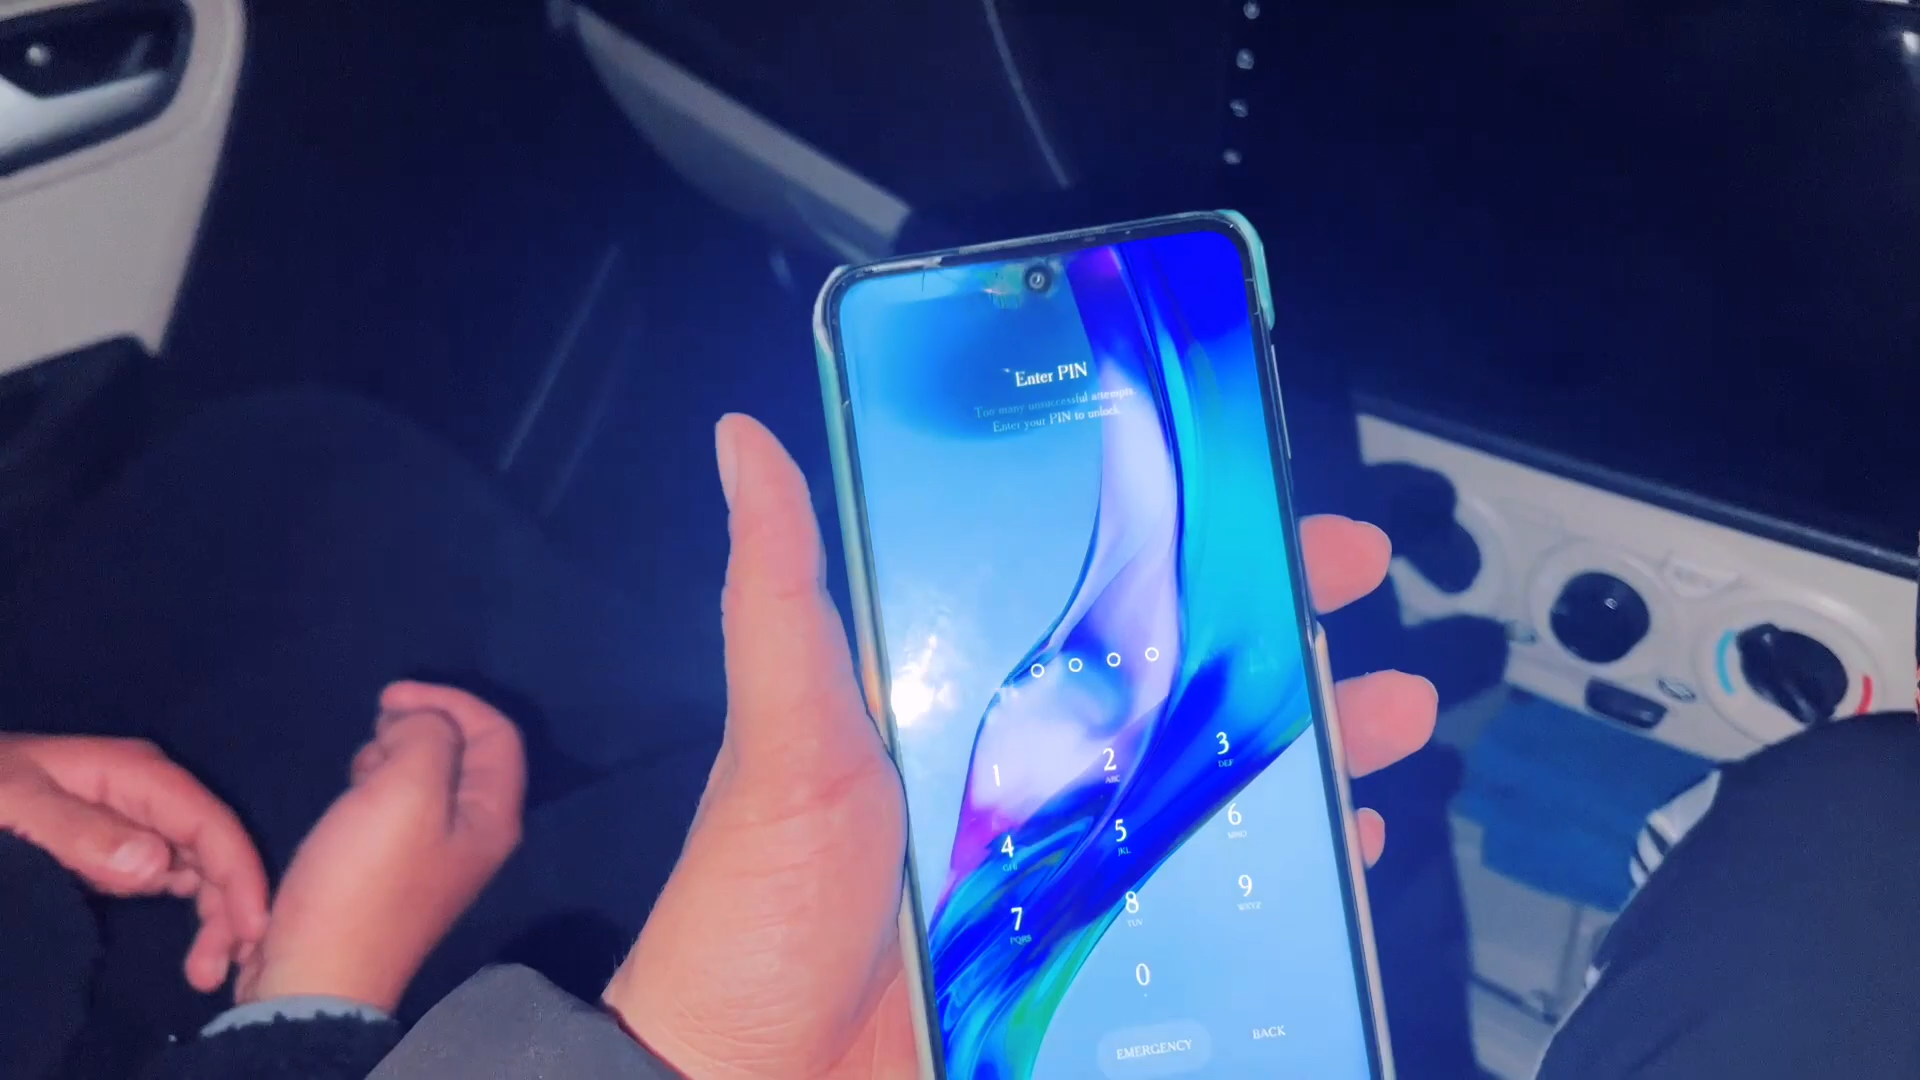 Enter PIN
Too many unsuccessful attempts.
Enter your PIN to unlock.
1
2
ABC
3
DEF
4
GHI
5
JKL
6
MNO
7
PQRS
8
TUV
9
WXYZ
0
EMERGENCY
BACK